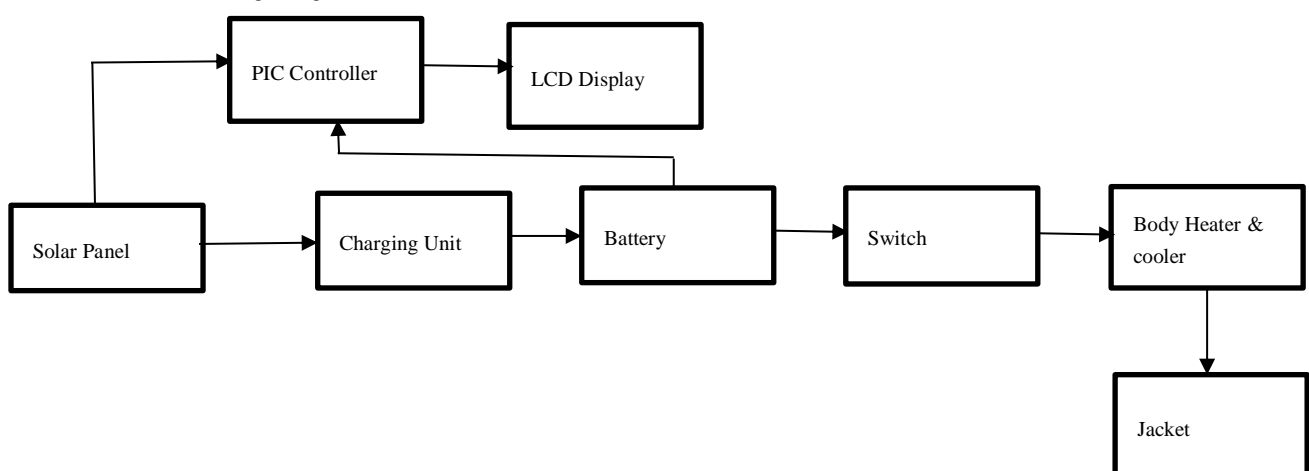 PIC Controller
LCD Display
Solar Panel
Charging Unit
Battery
Switch
Body Heater &
cooler
Jacket